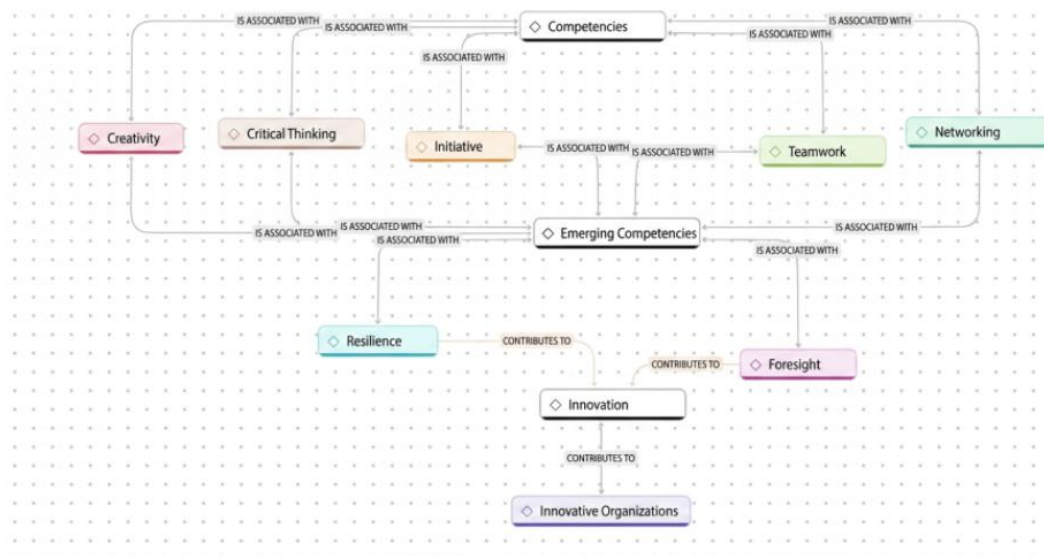 IS ASSOCIATED WITH
IS ASSOCIATED WITH
Competencies
IS ASSOCIATED WITH
IS ASSOCIATED WITH
IS ASSOCIATED WITH
Creativity
Critical Thinking
Initiative
Teamwork
Networking
IS ASSOCIATED WITH
IS ASSOCIATED WITH
IS ASSOCIATED WITH
IS ASSOCIATED WITH
IS ASSOCIATED WITH
Emerging Competencies
IS ASSOCIATED WITH
IS ASSOCIATED WITH
Resilience
CONTRIBUTES TO
CONTRIBUTES TO
Foresight
Innovation
CONTRIBUTES TO
Innovative Organizations